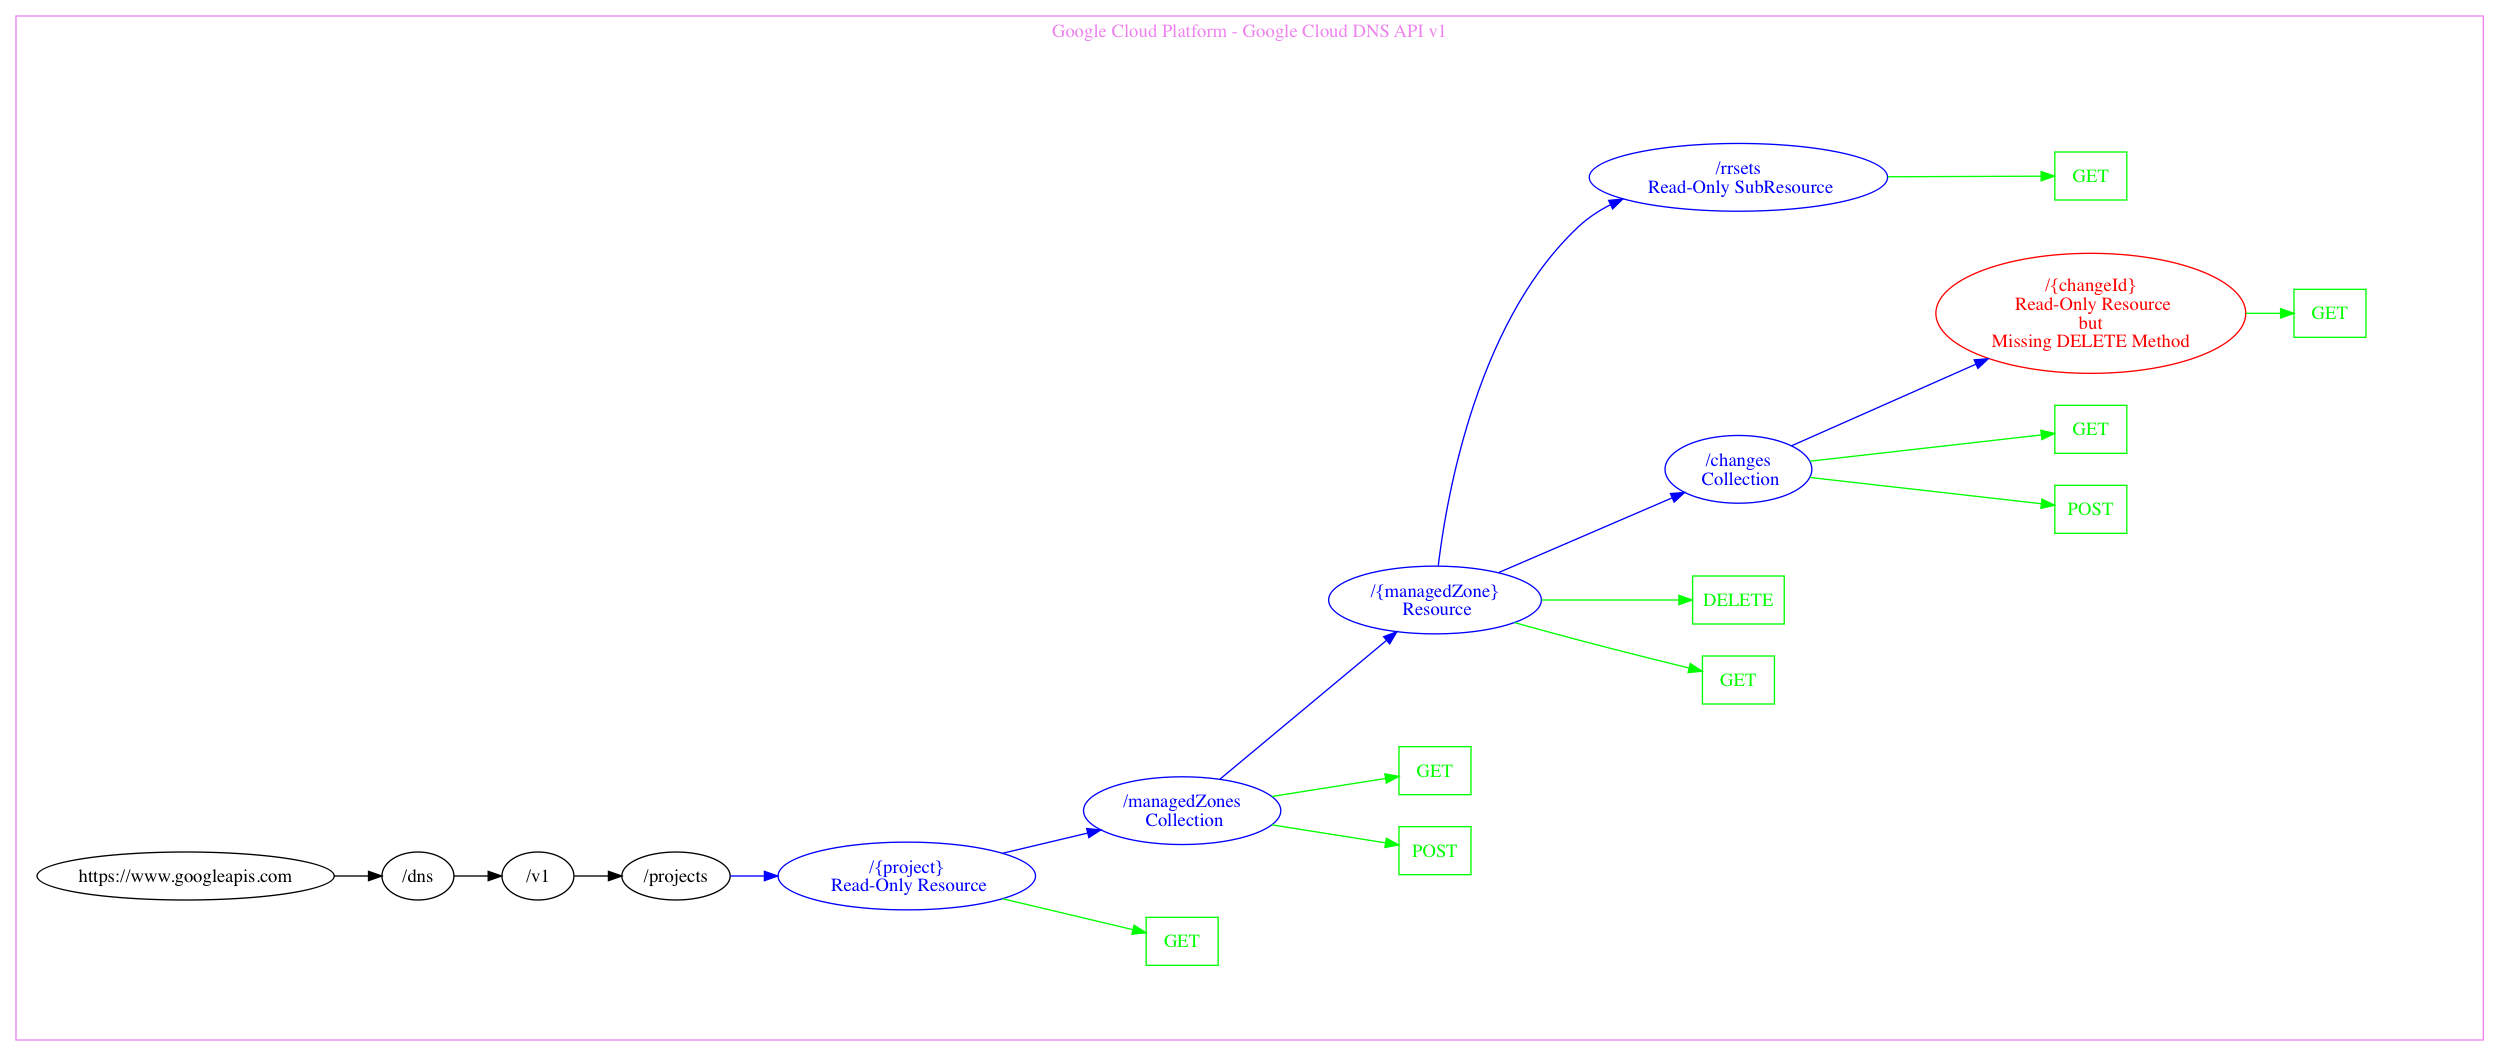 Google Cloud Platform - Google Cloud DNS API v1
/rrsets
Read-Only SubResource
GET
/{changeId}
Read-Only Resource
but
Missing DELETE Method
GET
GET
/changes
Collection
POST
/{managedZone}
Resource
DELETE
GET
GET
/managedZones
Collection
POST
https://www.googleapis.com
/dns
/v1
/projects
/{project}
Read-Only Resource
GET